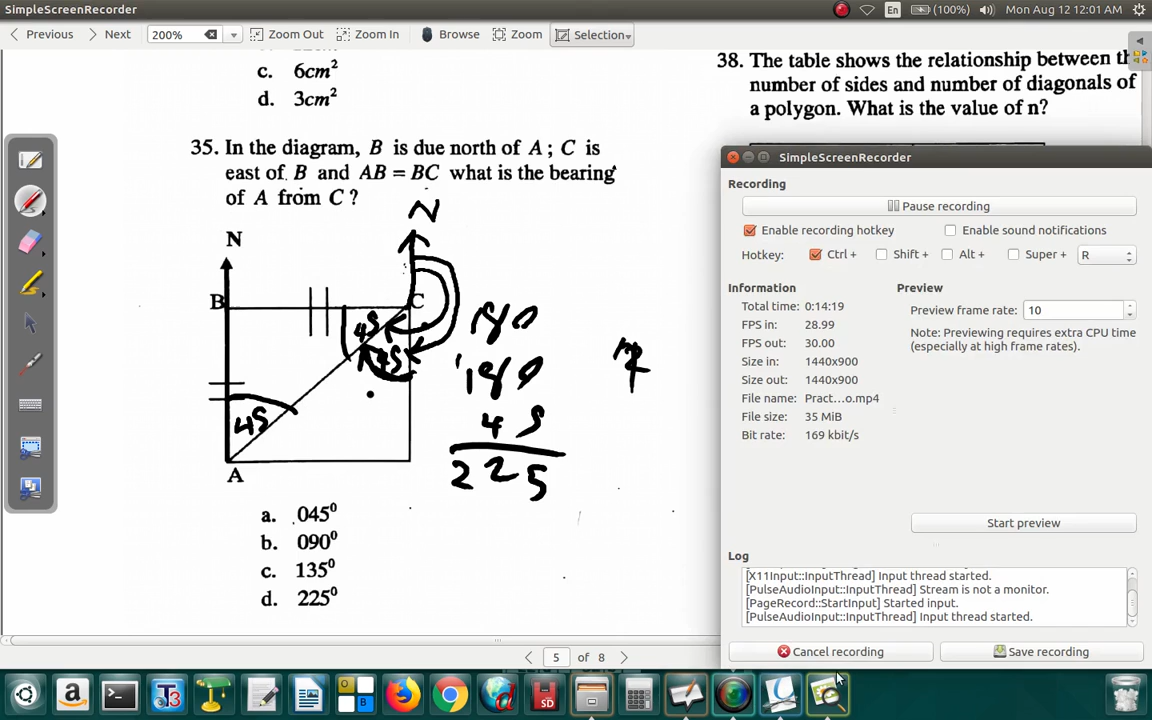 SimpleScreenRecorder
En
(100%)
Mon Aug 12 12:01 AM
Previous
Next
200%
Zoom Out
Zoom In
Browse
Zoom
Selection
c. 6cm²
d. 3cm²
35. In the diagram, B is due north of A ; C is
east of B and AB = BC what is the bearing
of A from C ?
N
N
B
C
45
45
45
A
180
180
45
225
a. 045⁰
b. 090⁰
c. 135⁰
d. 225⁰
38. The table shows the relationship between th
number of sides and number of diagonals of
a polygon. What is the value of n?
SimpleScreenRecorder
Recording
Pause recording
Enable recording hotkey
Enable sound notifications
Hotkey:
Ctrl +
Shift +
Alt +
Super +
R
Information
Preview
Total time: 0:14:19
Preview frame rate: 10
FPS in: 28.99
FPS out: 30.00
Note: Previewing requires extra CPU time
(especially at high frame rates).
Size in: 1440x900
Size out: 1440x900
File name: Pract...o.mp4
File size: 35 MiB
Bit rate: 169 kbit/s
Start preview
Log
[X11Input::InputThread] Input thread started.
[PulseAudioInput::InputThread] Stream is not a monitor.
[PageRecord::StartInput] Started input.
[PulseAudioInput::InputThread] Input thread started.
Cancel recording
Save recording
5 of 8